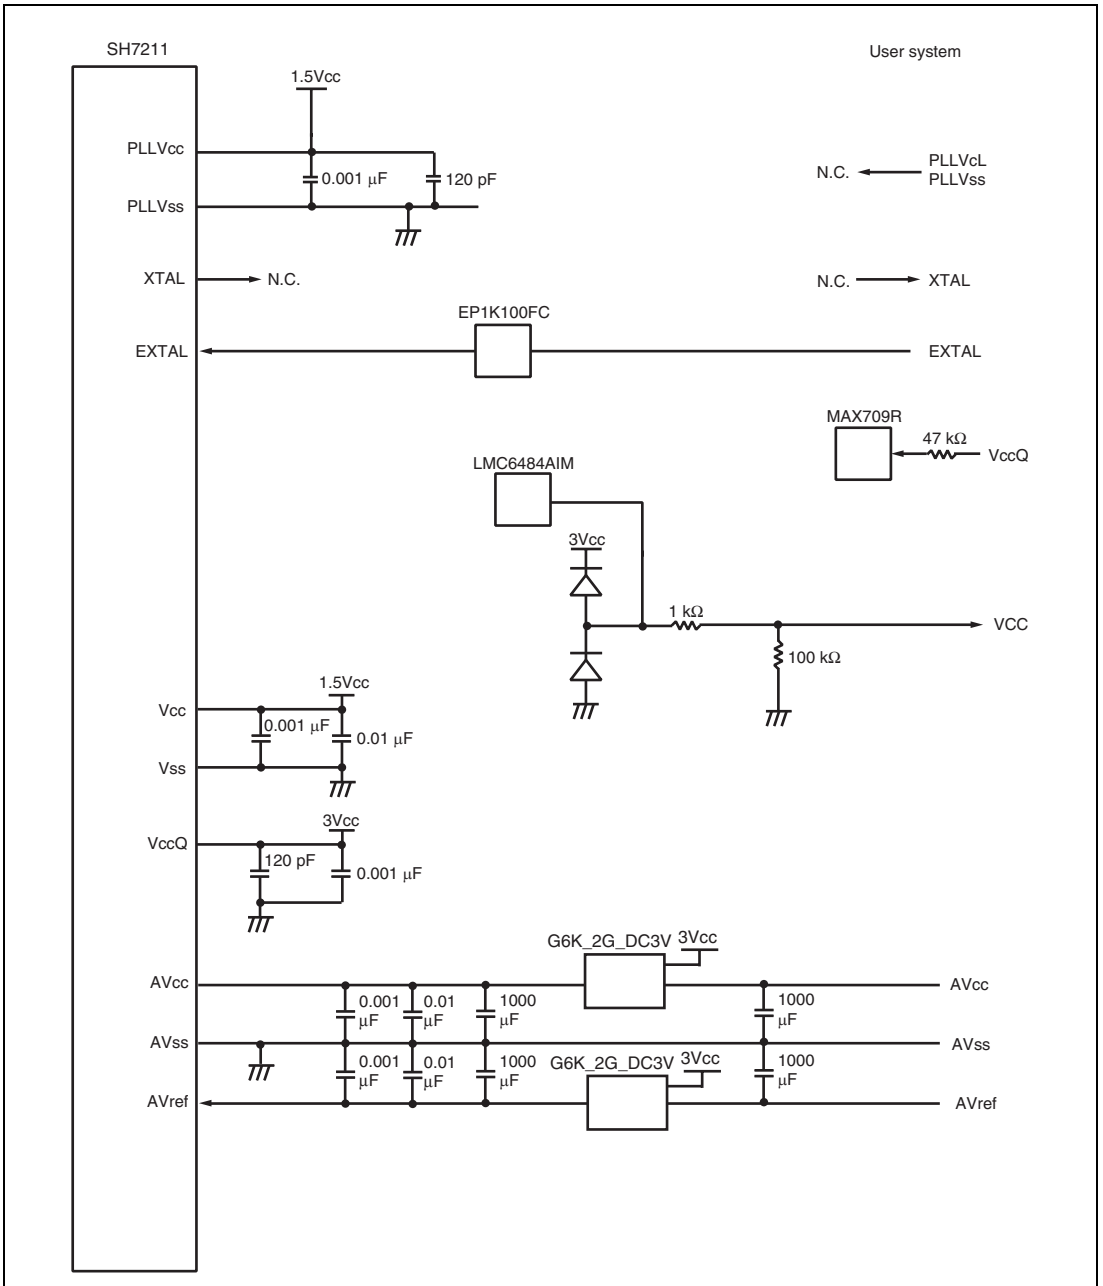 SH7211
User system
1.5Vcc
PLLVcc
0.001 μF
120 pF
PLLVss
N.C.
PLLVcL
PLLVss
XTAL
N.C.
N.C.
XTAL
EP1K100FC
EXTAL
EXTAL
MAX709R
47 kΩ
VccQ
LMC6484AIM
3Vcc
1 kΩ
VCC
100 kΩ
1.5Vcc
Vcc
0.001 μF
0.01 μF
Vss
3Vcc
VccQ
120 pF
0.001 μF
G6K_2G_DC3V
3Vcc
AVcc
AVcc
0.001
μF
0.01
μF
1000
μF
1000
μF
AVss
AVss
0.001
μF
0.01
μF
1000
μF
G6K_2G_DC3V
3Vcc
1000
μF
AVref
AVref